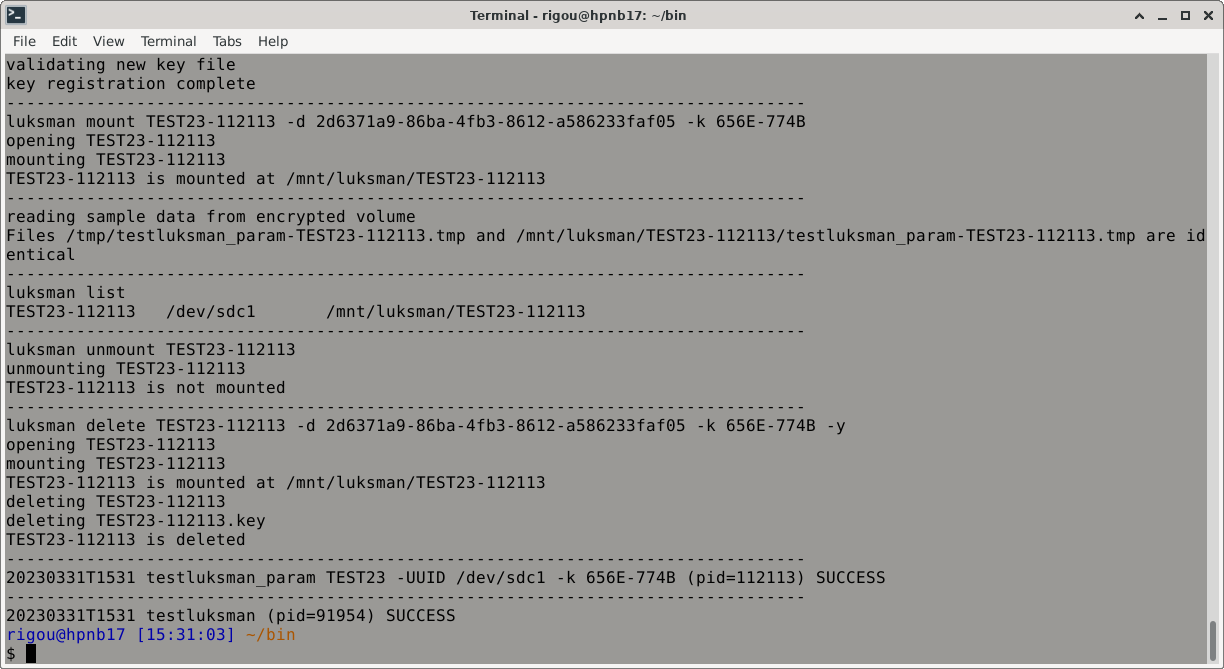 Terminal - rigou@hpnb17: ~/bin
File Edit View Terminal Tabs Help
validating new key file
key registration complete
--------------------------------------------------------------------------------
luksman mount TEST23-112113 -d 2d6371a9-86ba-4fb3-8612-a586233faf05 -k 656E-774B
opening TEST23-112113
mounting TEST23-112113
TEST23-112113 is mounted at /mnt/luksman/TEST23-112113
--------------------------------------------------------------------------------
reading sample data from encrypted volume
Files /tmp/testluksman_param-TEST23-112113.tmp and /mnt/luksman/TEST23-112113/testluksman_param-TEST23-112113.tmp are id
entical
--------------------------------------------------------------------------------
luksman list
TEST23-112113   /dev/sdc1       /mnt/luksman/TEST23-112113
--------------------------------------------------------------------------------
luksman unmount TEST23-112113
unmounting TEST23-112113
TEST23-112113 is not mounted
--------------------------------------------------------------------------------
luksman delete TEST23-112113 -d 2d6371a9-86ba-4fb3-8612-a586233faf05 -k 656E-774B -y
opening TEST23-112113
mounting TEST23-112113
TEST23-112113 is mounted at /mnt/luksman/TEST23-112113
deleting TEST23-112113
deleting TEST23-112113.key
TEST23-112113 is deleted
--------------------------------------------------------------------------------
20230331T1531 testluksman_param TEST23 -UUID /dev/sdc1 -k 656E-774B (pid=112113) SUCCESS
--------------------------------------------------------------------------------
20230331T1531 testluksman (pid=91954) SUCCESS
rigou@hpnb17 [15:31:03] ~/bin
$